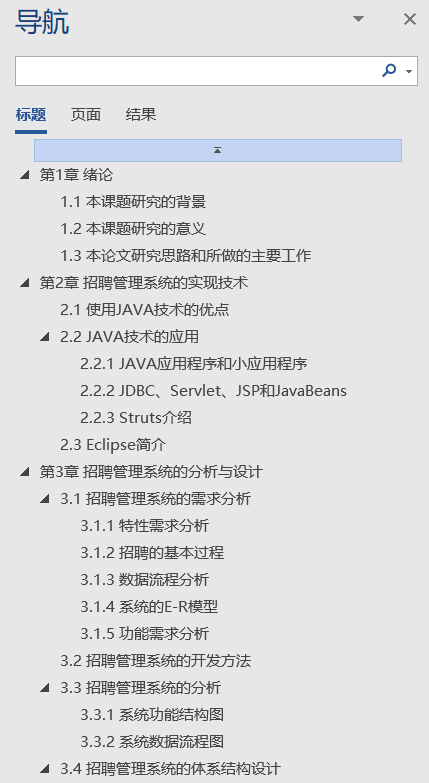 导航
标题 页面 结果
第1章 绪论
1.1 本课题研究的背景
1.2 本课题研究的意义
1.3 本论文研究思路和所做的主要工作
第2章 招聘管理系统的实现技术
2.1 使用JAVA技术的优点
2.2 JAVA技术的应用
2.2.1 JAVA应用程序和小应用程序
2.2.2 JDBC、Servlet、JSP和JavaBeans
2.2.3 Struts介绍
2.3 Eclipse简介
第3章 招聘管理系统的分析与设计
3.1 招聘管理系统的需求分析
3.1.1 特性需求分析
3.1.2 招聘的基本过程
3.1.3 数据流程分析
3.1.4 系统的E-R模型
3.1.5 功能需求分析
3.2 招聘管理系统的开发方法
3.3 招聘管理系统的分析
3.3.1 系统功能结构图
3.3.2 系统数据流程图
3.4 招聘管理系统的体系结构设计